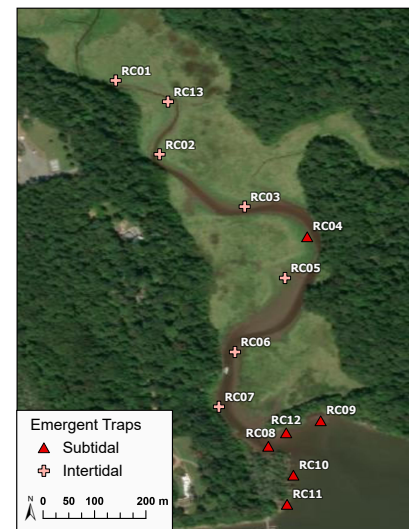 RC01
RC13
RC02
RC03
RC04
RC05
RC06
RC07
RC09
RC12
RC08
RC10
RC11
Emergent Traps
Subtidal
Intertidal
N
0 50 100 200 m